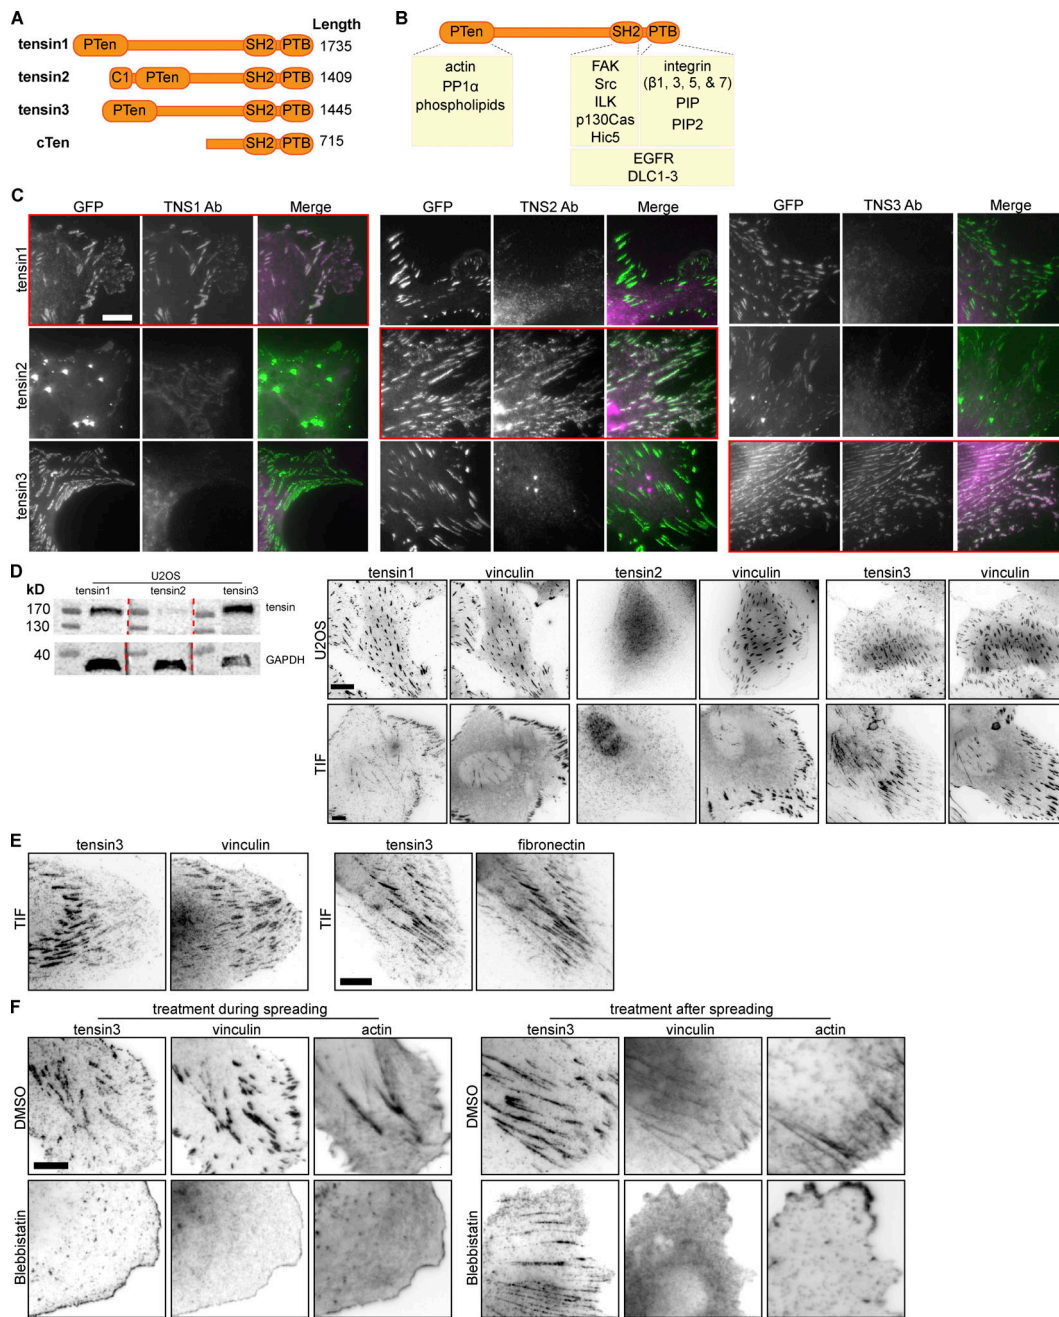 A
Length
tensin1 PTen SH2 PTB 1735
tensin2 C1 PTen SH2 PTB 1409
tensin3 PTen SH2 PTB 1445
cTen SH2 PTB 715
B
PTen SH2 PTB
actin
PP1α
phospholipids
FAK
Src
ILK
p130Cas
Hic5
integrin
(β1, 3, 5, & 7)
PIP
PIP2
EGFR
DLC1-3
C
GFP TNS1 Ab Merge GFP TNS2 Ab Merge GFP TNS3 Ab Merge
tensin1
tensin2
tensin3
D
U2OS
kD tensin1 tensin2 tensin3
170 tensin
130
40 GAPDH
tensin1 vinculin tensin2 vinculin tensin3 vinculin
U2OS
TIF
E
tensin3 vinculin tensin3 fibronectin
TIF TIF
F
treatment during spreading treatment after spreading
tensin3 vinculin actin tensin3 vinculin actin
DMSO DMSO
Blebbistatin Blebbistatin